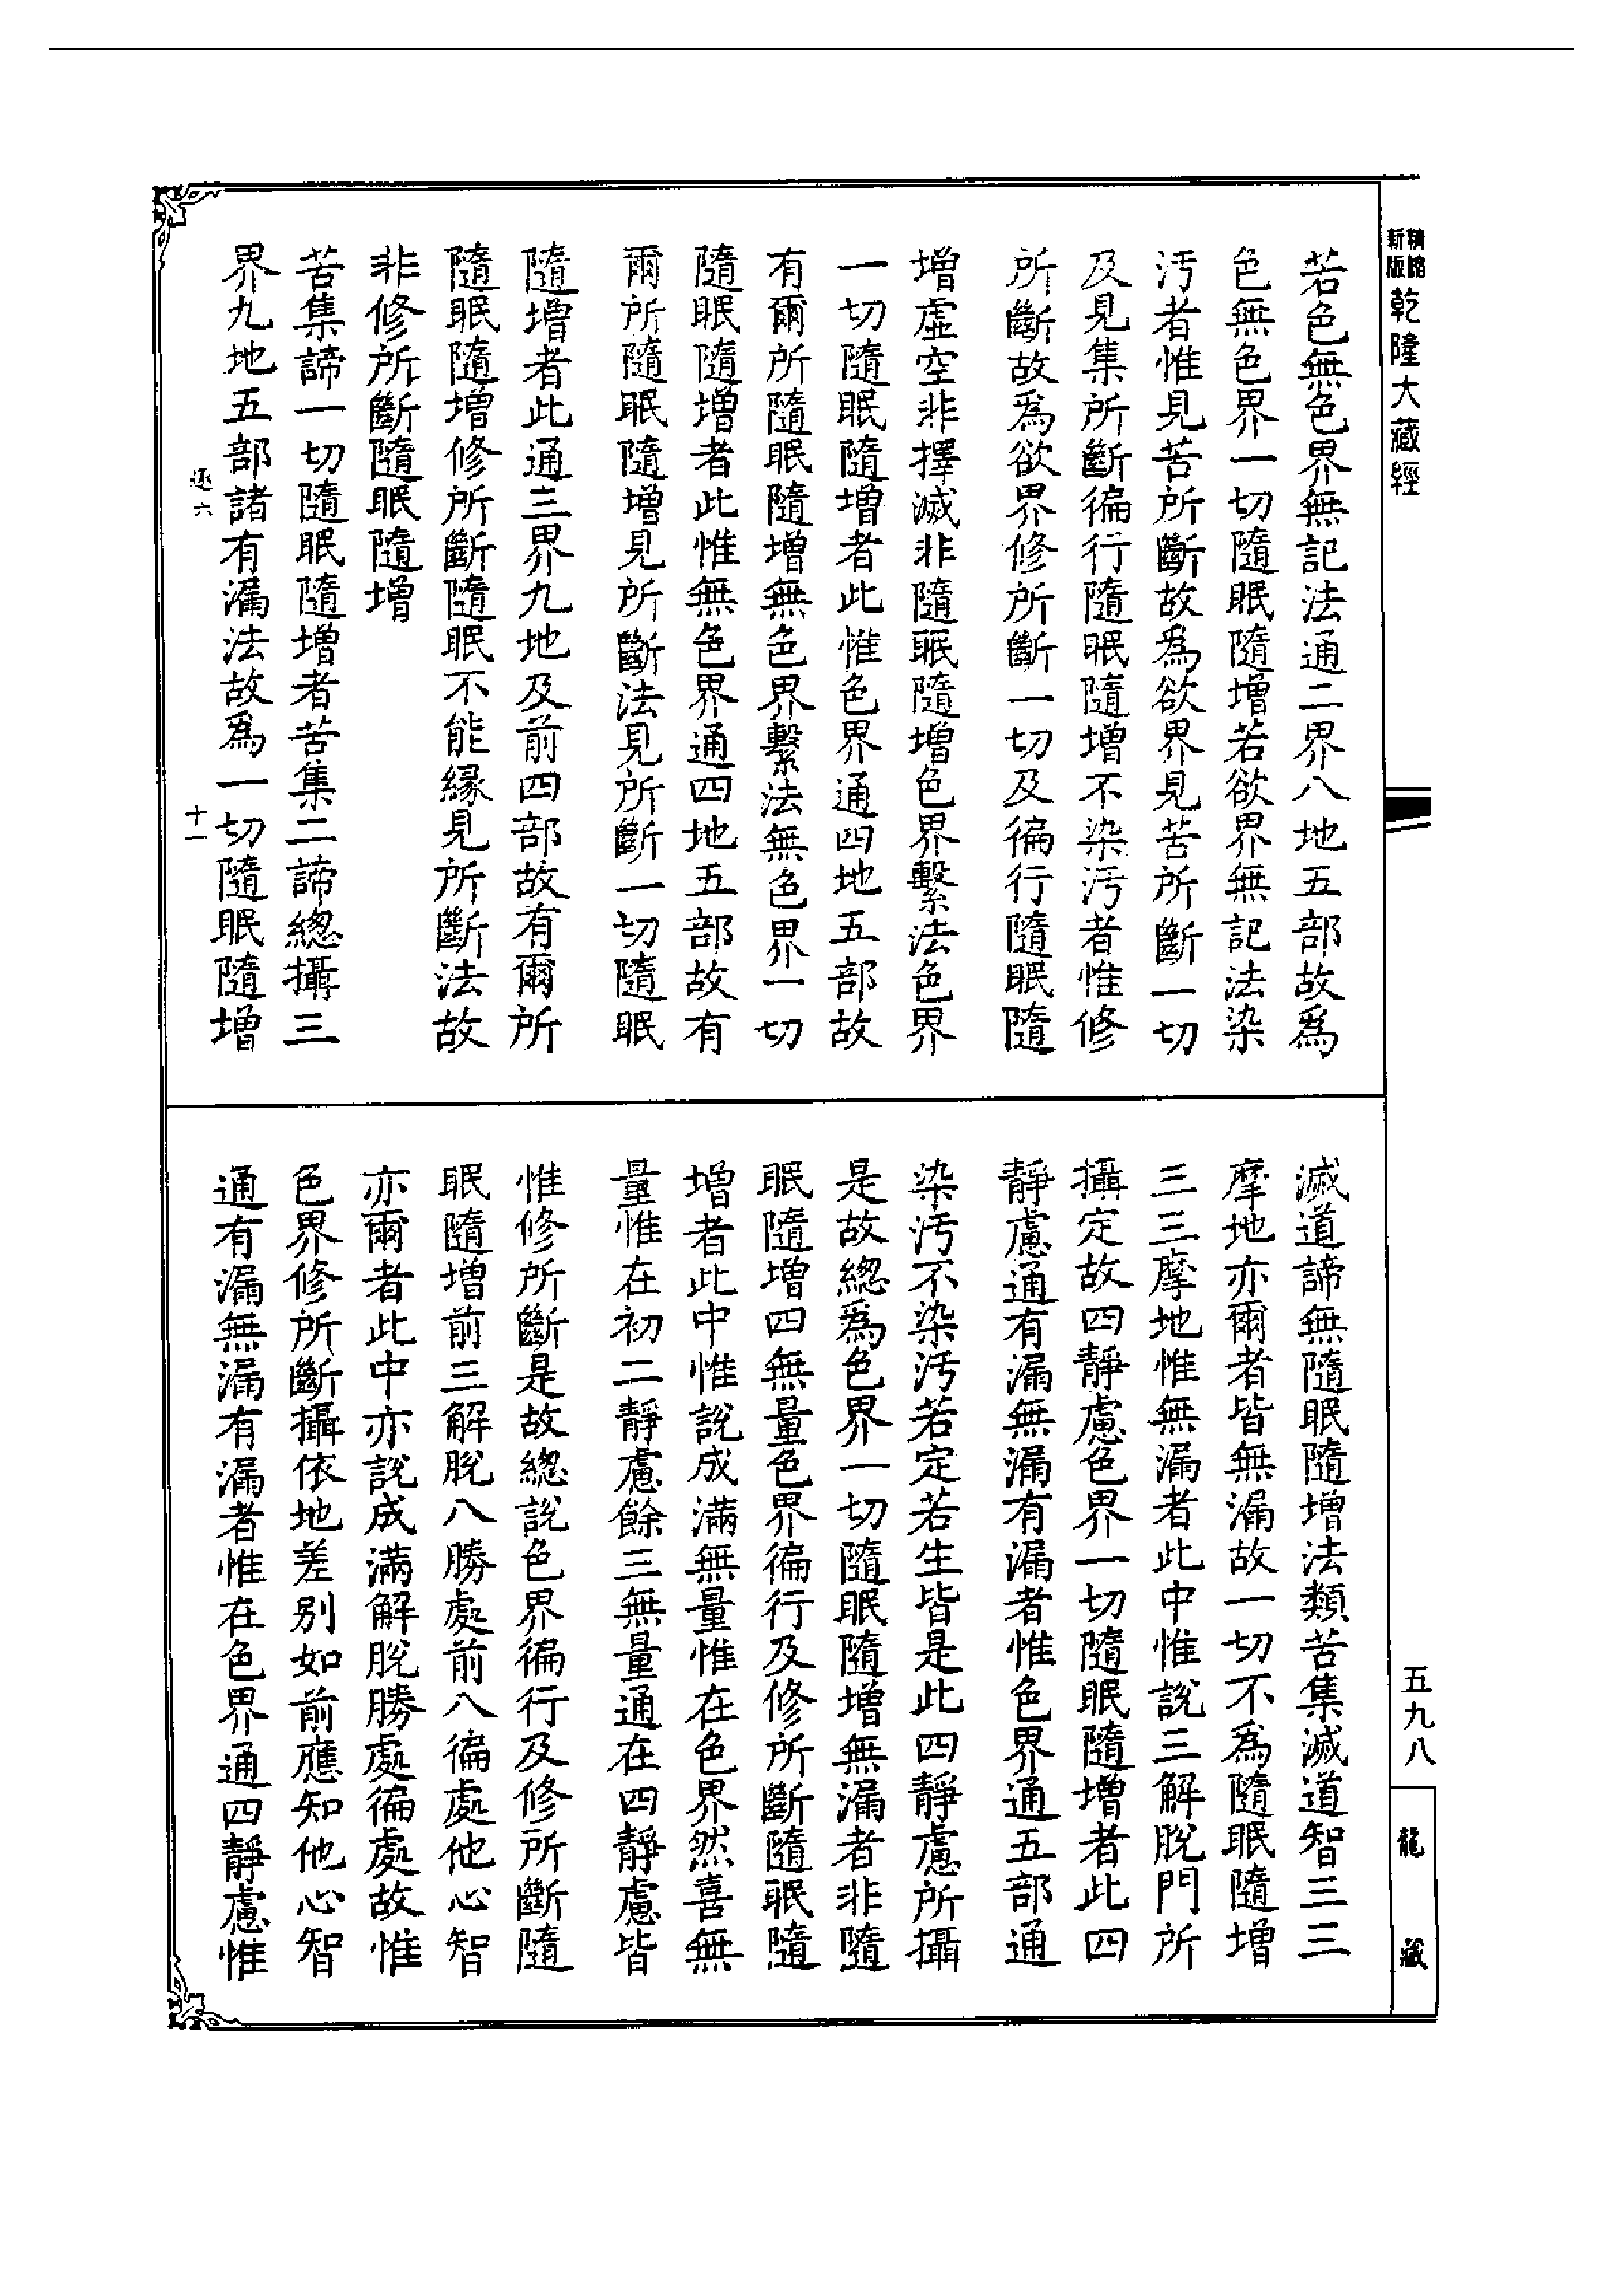 精縮
新版
乾隆大藏經
若色無色界無記法通二界八地五部故爲
色無色界一切隨眠隨增若欲界無記法染
汚者惟見苦所斷故爲欲界見苦所斷一切
及見集所斷徧行隨眠隨增不染汚者惟修
所斷故爲欲界修所斷一切及徧行隨眠隨
增虛空非擇滅非隨眠隨增色界繫法色界
一切隨眠隨增者此惟色界通四地五部故
有爾所隨眠隨增無色界繫法無色界一切
隨眠隨增者此惟無色界通四地五部故有
爾所隨眠隨增見所斷法見所斷一切隨眠
隨增者此通三界九地及前四部故有爾所
隨眠隨增修所斷隨眠不能緣見所斷法故
非修所斷隨眠隨增
苦集諦一切隨眠隨增者苦集二諦總攝三
界九地五部諸有漏法故爲一切隨眠隨增
十一
滅道諦無隨眠隨增法類苦集滅道智三三
摩地亦爾者皆無漏故一切不爲隨眠隨增
三三摩地惟無漏者此中惟說三解脫門所
攝定故四靜慮色界一切隨眠隨增者此四
靜慮通有漏無漏有漏者惟色界通五部通
染汚不染汚若定若生皆是此四靜慮所攝
是故總爲色界一切隨眠隨增無漏者非隨
眠隨增四無量色界徧行及修所斷隨眠隨
增者此中惟說成滿無量惟在色界然喜無
量惟在初二靜慮餘三無量通在四靜慮皆
惟修所斷是故總說色界徧行及修所斷隨
眠隨增前三解脫八勝處前八徧處他心智
亦爾者此中亦說成滿解脫勝處徧處故惟
色界修所斷攝依地差別如前應知他心智
通有漏無漏有漏者惟在色界通四靜慮惟
五九八
龍藏